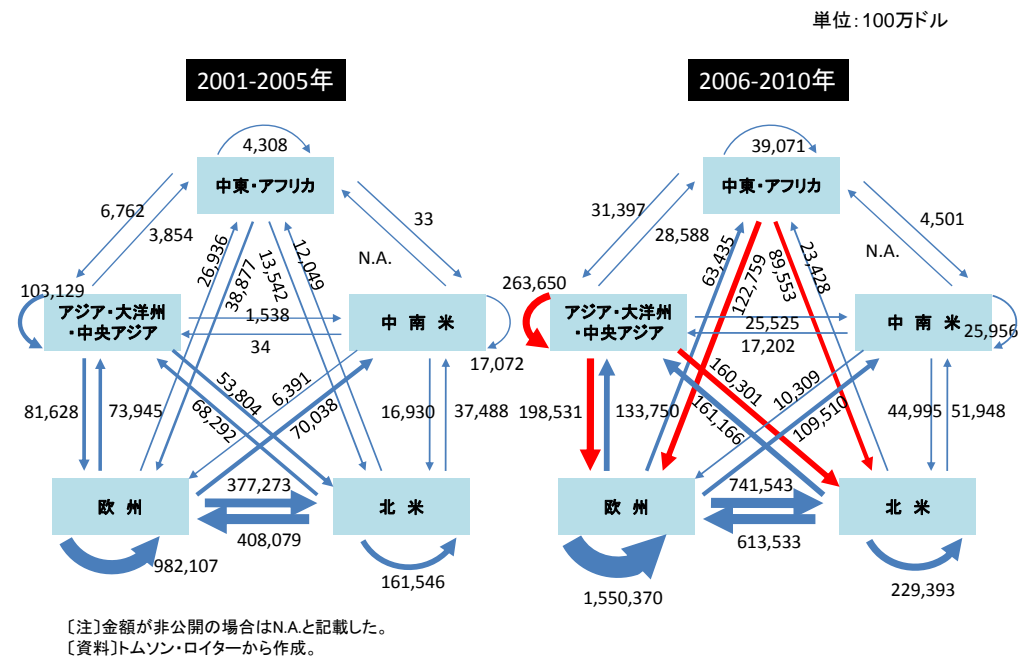 単位：100万ドル
2001-2005年
4,308
中東・アフリカ
6,762
3,854
33
N.A.
26,936
38,877
13,542
12,049
103,129
アジア・大洋州
・中央アジア
1,538
34
中 南 米
17,072
81,628
73,945
53,804
68,292
6,391
70,038
16,930
37,488
欧 州
377,273
408,079
北 米
982,107
161,546
2006-2010年
39,071
中東・アフリカ
31,397
28,588
4,501
N.A.
63,435
122,759
89,553
23,428
263,650
アジア・大洋州
・中央アジア
25,525
17,202
中 南 米
25,956
198,531
133,750
160,301
161,166
10,309
109,510
44,995
51,948
欧 州
741,543
613,533
北 米
1,550,370
229,393
〔注〕金額が非公開の場合はN.A.と記載した。
〔資料〕トムソン・ロイターから作成。